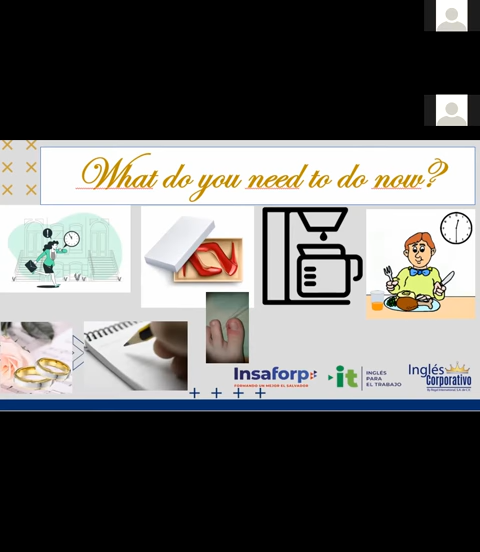 What do you need to do now?
Insaforp
FORMANDO UN MEJOR EL SALVADOR
it
INGLÉS
PARA
EL TRABAJO
Inglés
Corporativo